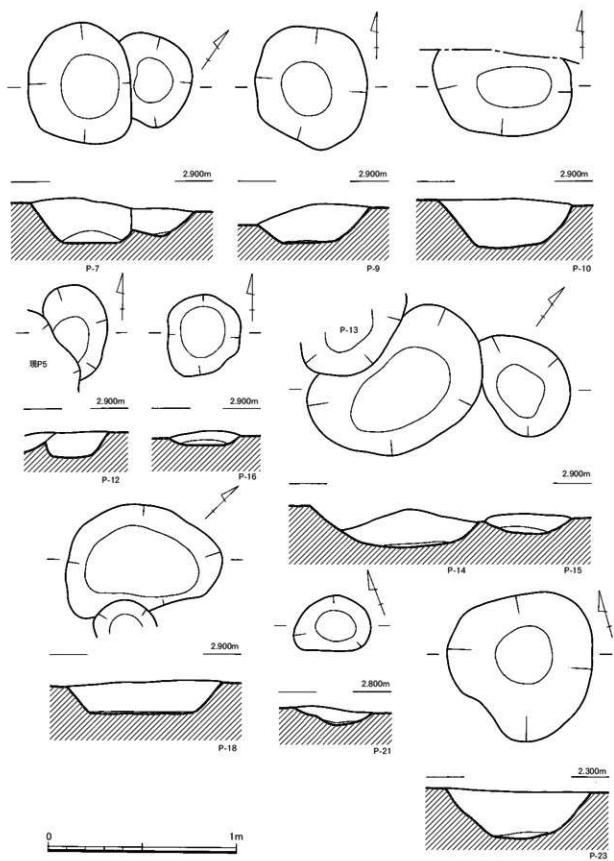 2.900m
2.900m
2.900m
P-7
P-9
P-10
現P5
P-13
2.900m
2.900m
P-12
P-16
2.900m
P-14
P-15
2.900m
2.800m
P-18
P-21
2.300m
P-23
0
1m